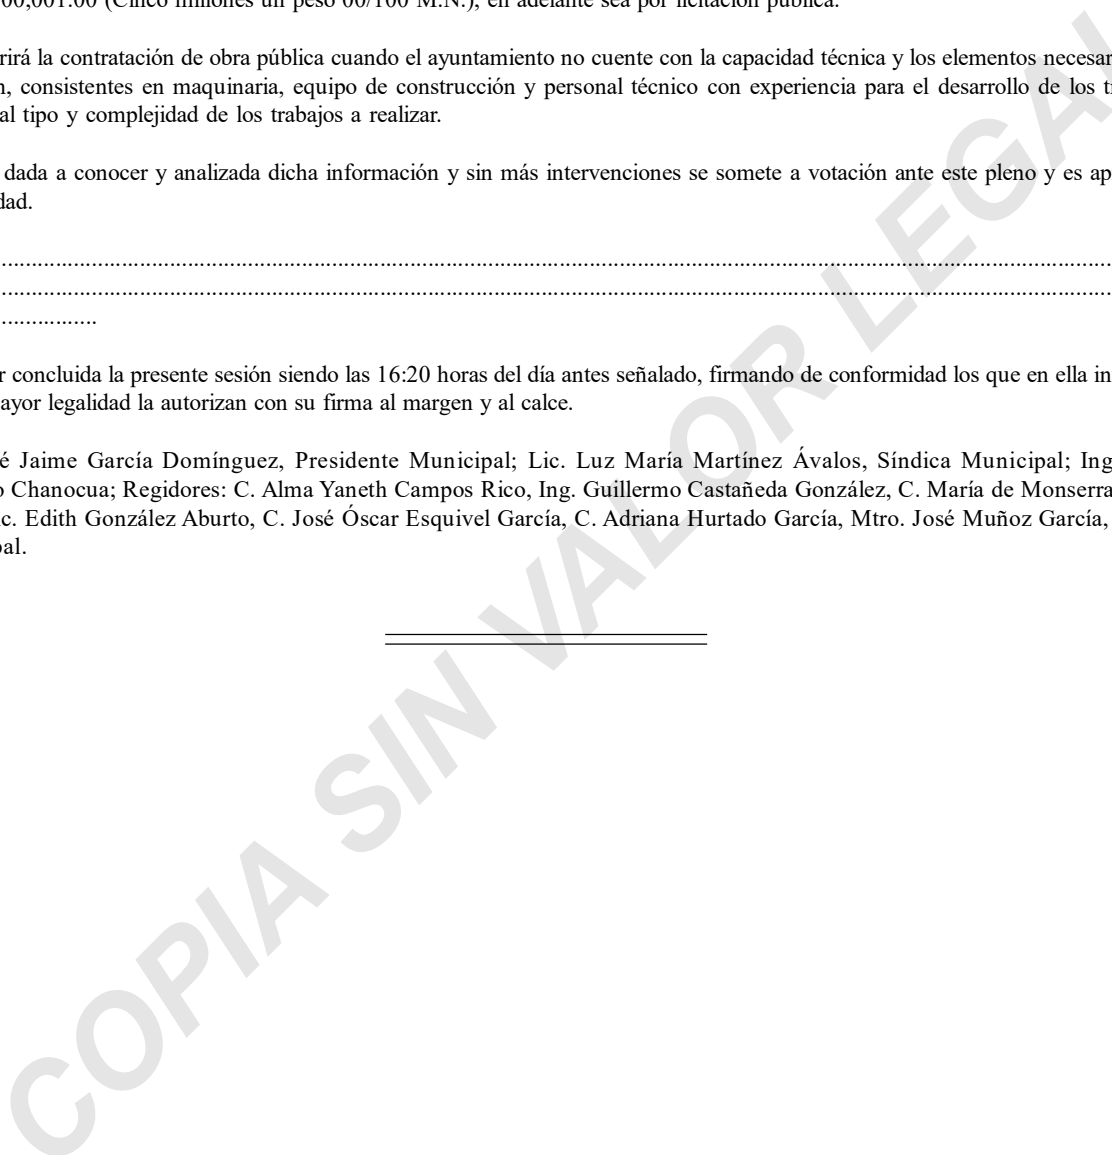 00,001.00 (Cinco millones un peso 00/100 M.N.), en adelante sea por licitación pública.
rirá la contratación de obra pública cuando el ayuntamiento no cuente con la capacidad técnica y los elementos necesar
n, consistentes en maquinaria, equipo de construcción y personal técnico con experiencia para el desarrollo de los t
al tipo y complejidad de los trabajos a realizar.
dada a conocer y analizada dicha información y sin más intervenciones se somete a votación ante este pleno y es ap
dad.
r concluida la presente sesión siendo las 16:20 horas del día antes señalado, firmando de conformidad los que en ella in
ayor legalidad la autorizan con su firma al margen y al calce.
é Jaime García Domínguez, Presidente Municipal; Lic. Luz María Martínez Ávalos, Síndica Municipal; Ing
o Chanocua; Regidores: C. Alma Yaneth Campos Rico, Ing. Guillermo Castañeda González, C. María de Monserra
c. Edith González Aburto, C. José Óscar Esquivel García, C. Adriana Hurtado García, Mtro. José Muñoz García,
pal.
COPIA SIN VALOR LEGAL